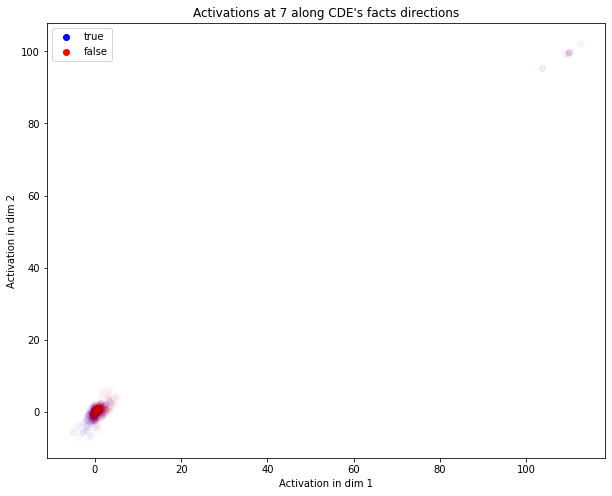 Activations at 7 along CDE's facts directions
true
false
Activation in dim 2
100
80
60
40
20
0
0 20 40 60 80 100
Activation in dim 1